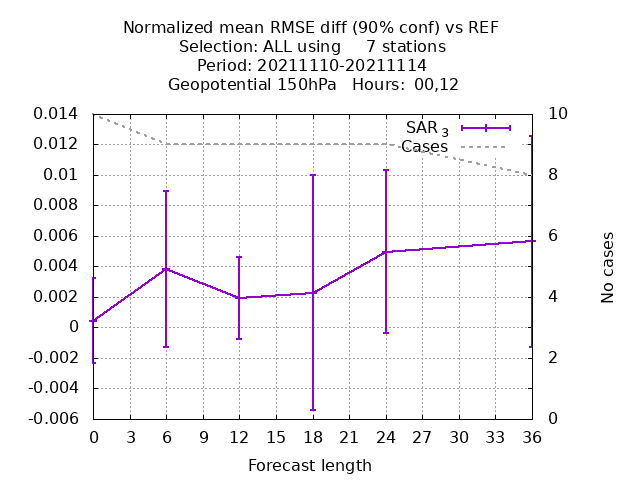 Normalized mean RMSE diff (90% conf) vs REF
Selection: ALL using     7 stations
Period: 20211110-20211114
Geopotential 150hPa   Hours:  00,12
0.014
0.012
0.01
0.008
0.006
0.004
0.002
0
-0.002
-0.004
-0.006
SAR 3
Cases
10
8
6
4
2
0
No cases
0 3 6 9 12 15 18 21 24 27 30 33 36
Forecast length